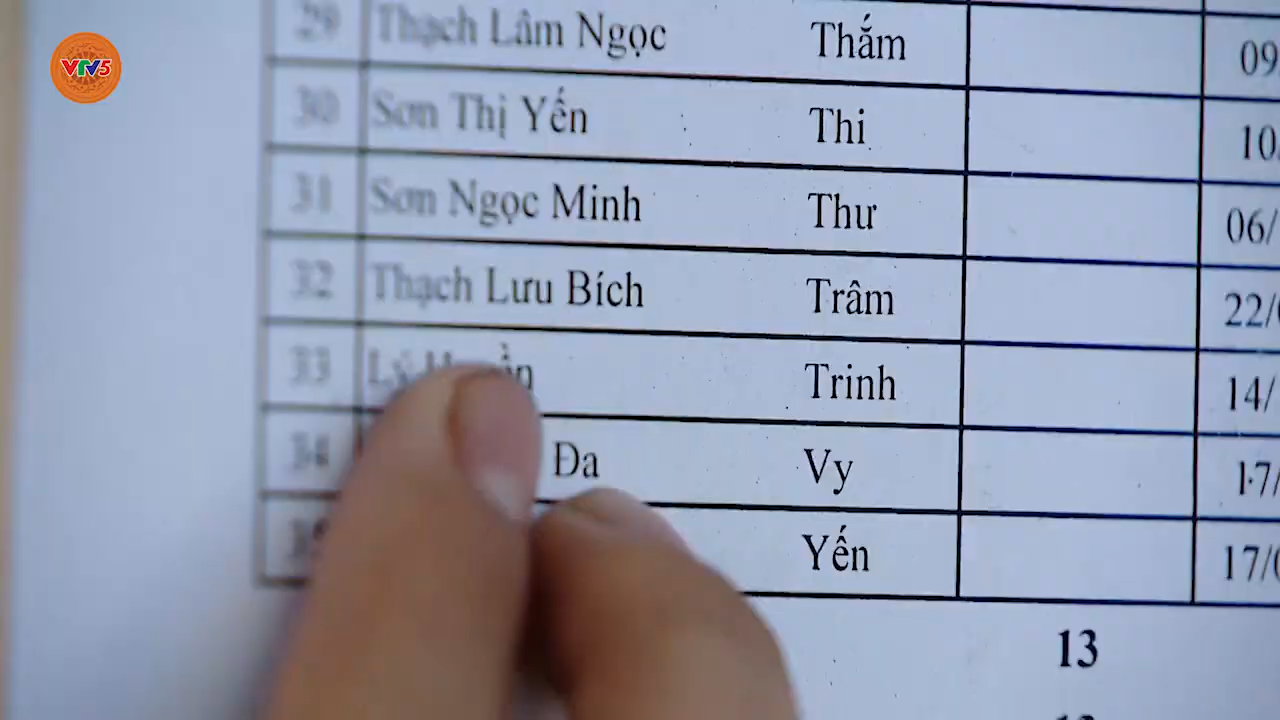 VTV5
29 Thạch Lâm Ngọc Thắm 09
30 Sơn Thị Yến Thi 10
31 Sơn Ngọc Minh Thư 06/
32 Thạch Lưu Bích Trâm 22/
33 Lý Trinh 14/
34 Đa Vy 17/
Yến 17/
13